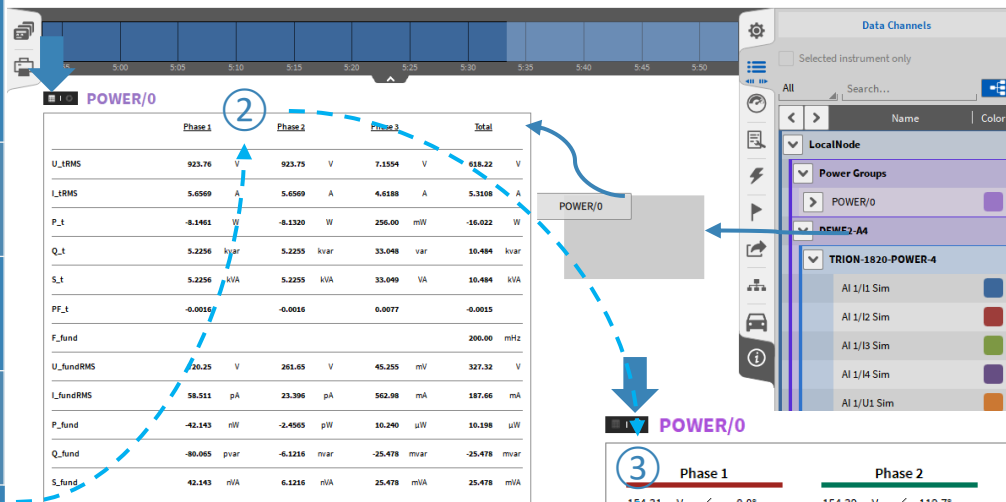 Data Channels
Selected instrument only
All Search...
Name Color
LocalNode
Power Groups
POWER/0
DEWE2-A4
TRION-1820-POWER-4
AI 1/I1 Sim
AI 1/I2 Sim
AI 1/I3 Sim
AI 1/I4 Sim
AI 1/U1 Sim
5:00 5:05 5:10 5:15 5:20 5:25 5:30 5:35 5:40 5:45 5:50
POWER/0
2
Phase 1 Phase 2 Phase 3 Total
U_tRMS 923.76 V 923.75 V 7.1554 V 618.22 V
I_tRMS 5.6569 A 5.6569 A 4.6188 A 5.3108 A
P_t -8.1461 W -8.1320 W 256.00 mW -16.022 W
Q_t 5.2256 kvar 5.2255 kvar 33.048 var 10.484 kvar
S_t 5.2256 kVA 5.2255 kVA 33.049 VA 10.484 kVA
PF_t -0.0016 -0.0016 0.0077 -0.0015
F_fund 200.00 mHz
U_fundRMS 20.25 V 261.65 V 45.255 mV 327.32 V
I_fundRMS 58.511 pA 23.396 pA 562.98 mA 187.66 mA
P_fund -42.143 nW -2.4565 pW 10.240 µW 10.198 µW
Q_fund -80.065 pvar -6.1216 nvar -25.478 mvar -25.478 mvar
S_fund 42.143 nVA 6.1216 nVA 25.478 mVA 25.478 mVA
POWER/0
POWER/0
3
Phase 1 Phase 2